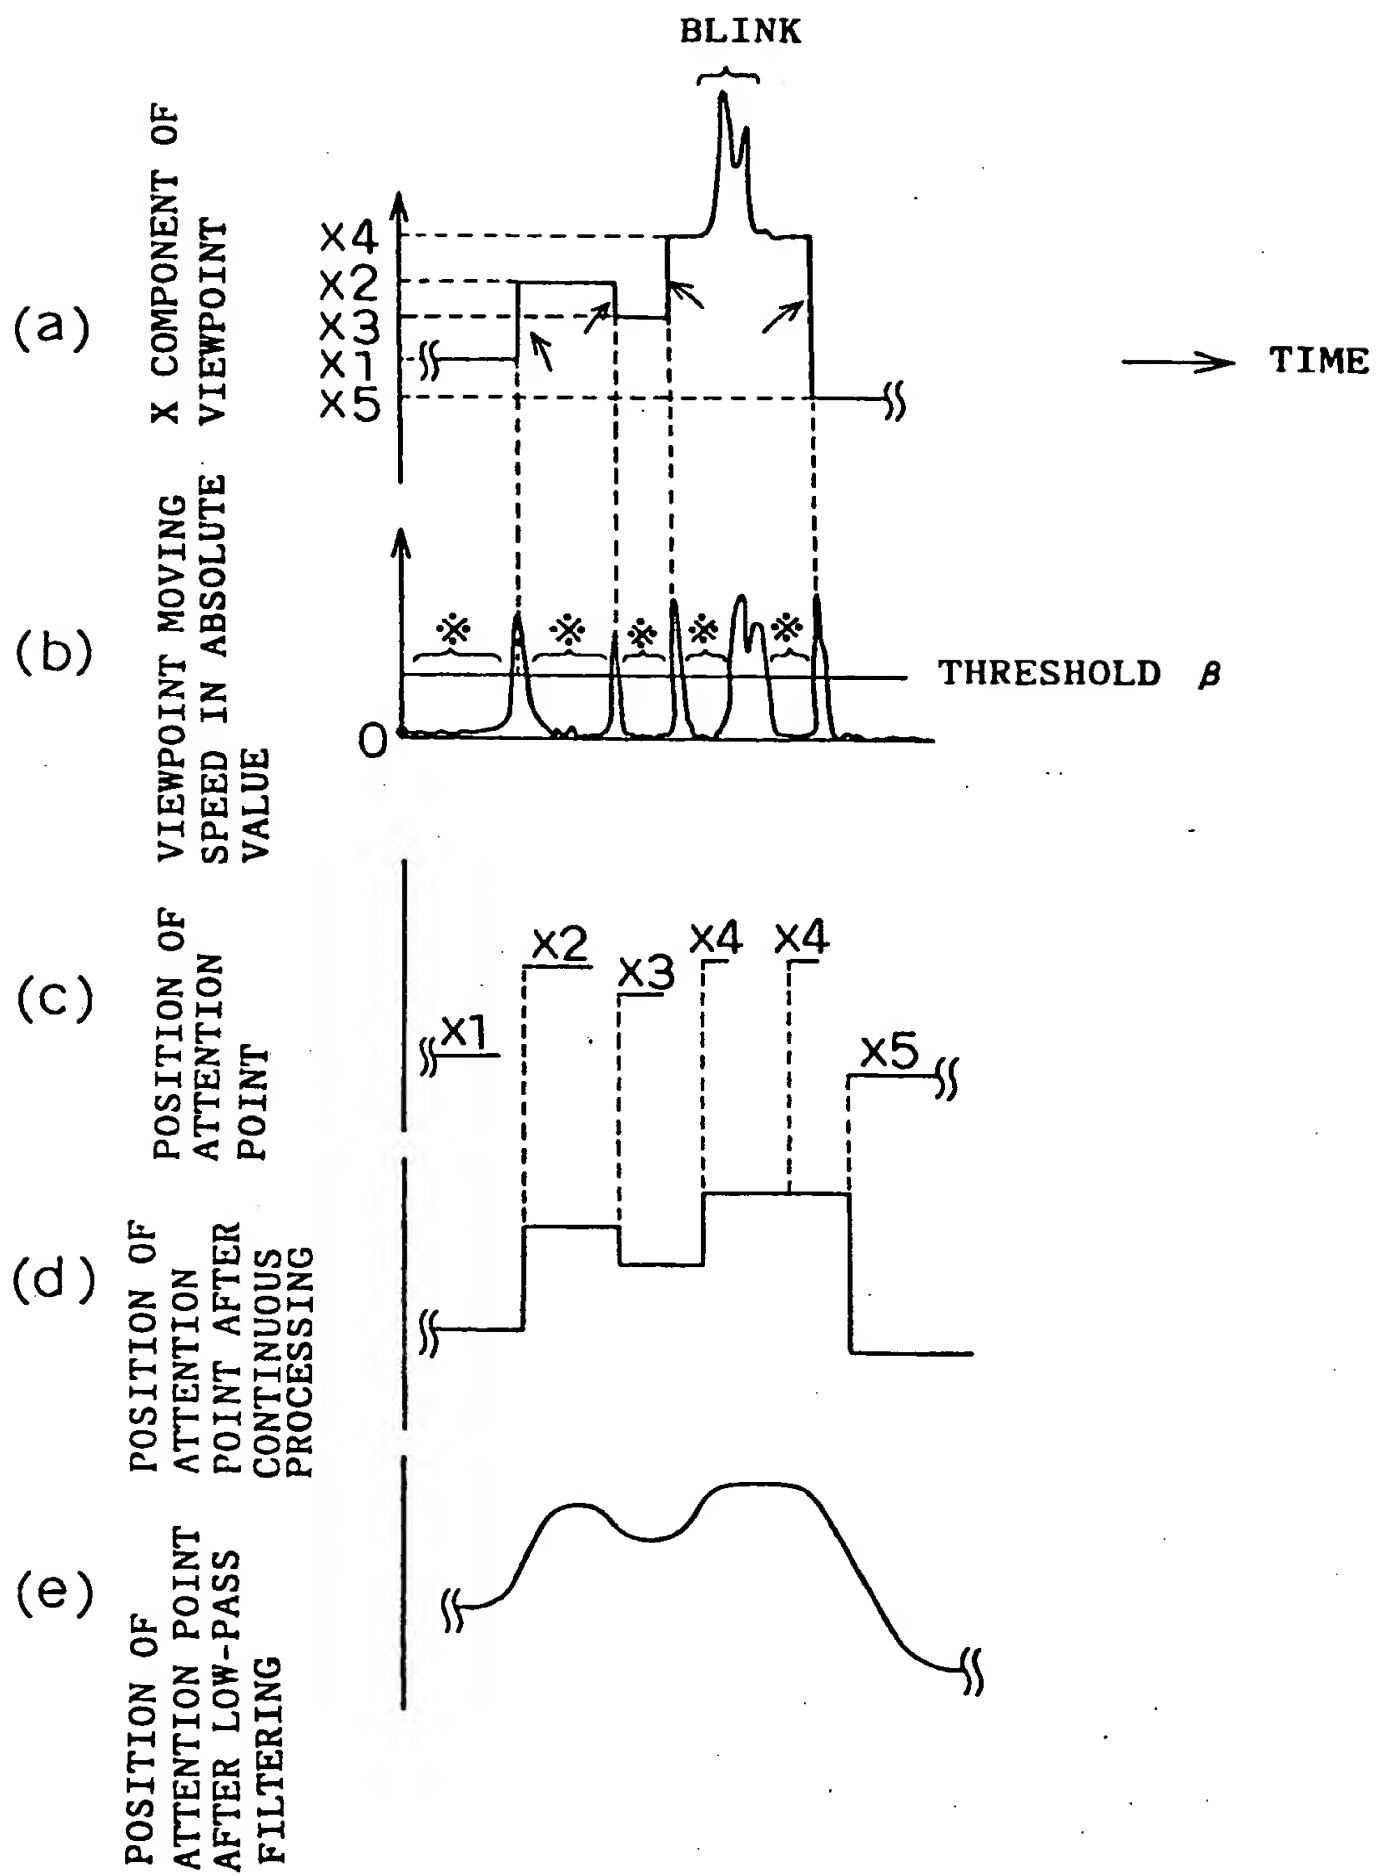 BLINK
(a)
X COMPONENT OF
VIEWPOINT
X4
X2
X3
X1
X5
TIME
(b)
VIEWPOINT MOVING
SPEED IN ABSOLUTE
VALUE
※ ※ ※ ※ ※
THRESHOLD β
0
(c)
POSITION OF
ATTENTION
POINT
X1
X2
X3
X4
X4
X5
(d)
POSITION OF
ATTENTION
POINT AFTER
CONTINUOUS
PROCESSING
(e)
POSITION OF
ATTENTION POINT
AFTER LOW-PASS
FILTERING